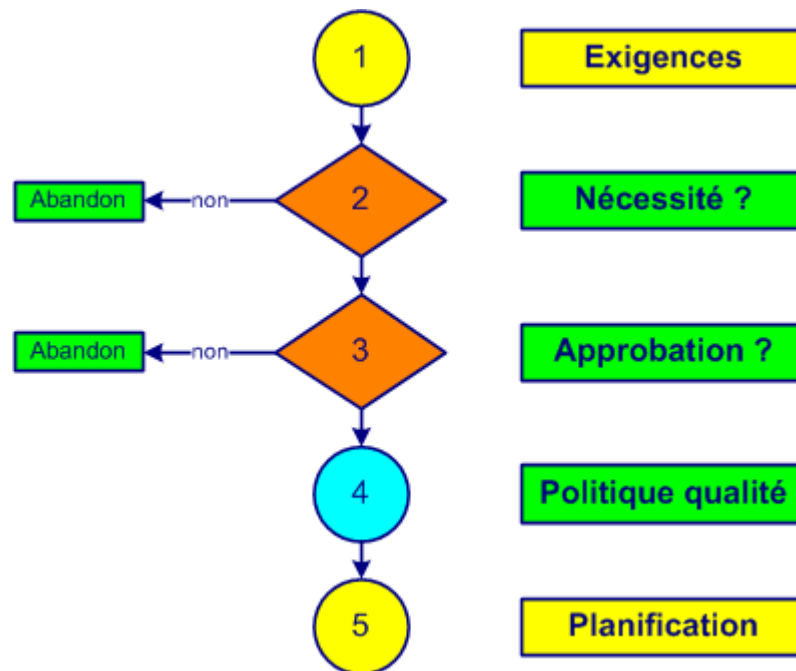 1
Exigences
Abandon
non
2
Nécessité ?
Abandon
non
3
Approbation ?
4
Politique qualité
5
Planification